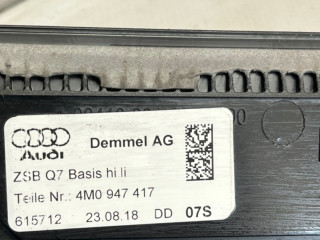 Demmel AG
Audi
ZSB Q7 Basis hi li
Teile Nr.: 4M0 947 417
615712 23.08.18 DD 07S